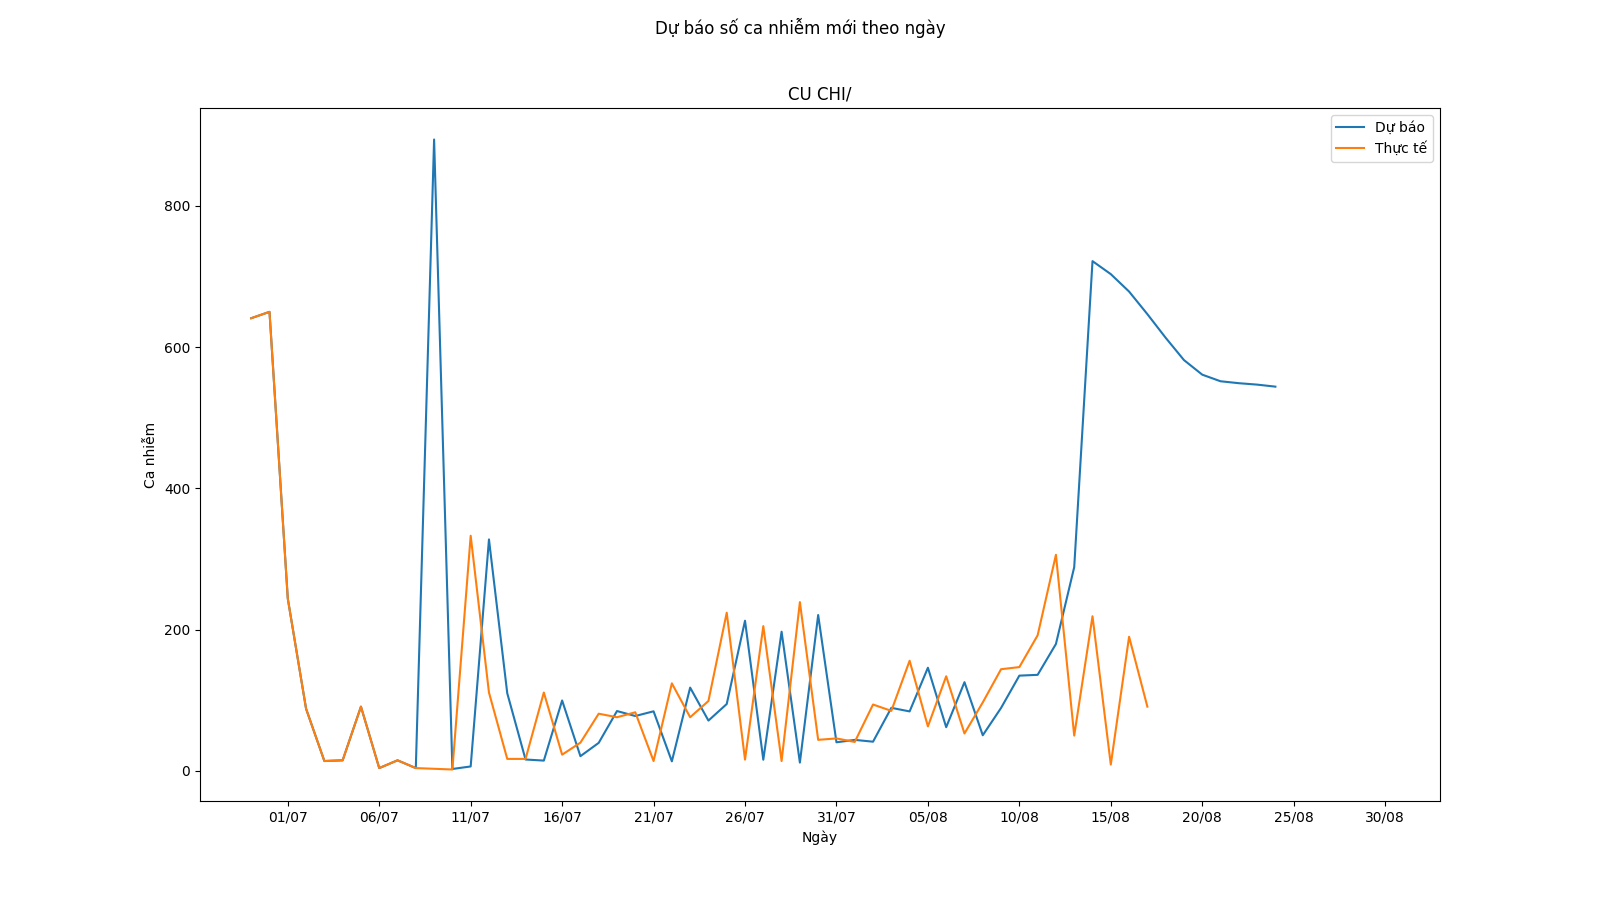 Dự báo số ca nhiễm mới theo ngày
CU CHI/
Dự báo
Thực tế
800
600
400
200
0
Ca nhiễm
01/07 06/07 11/07 16/07 21/07 26/07 31/07 05/08 10/08 15/08 20/08 25/08 30/08
Ngày